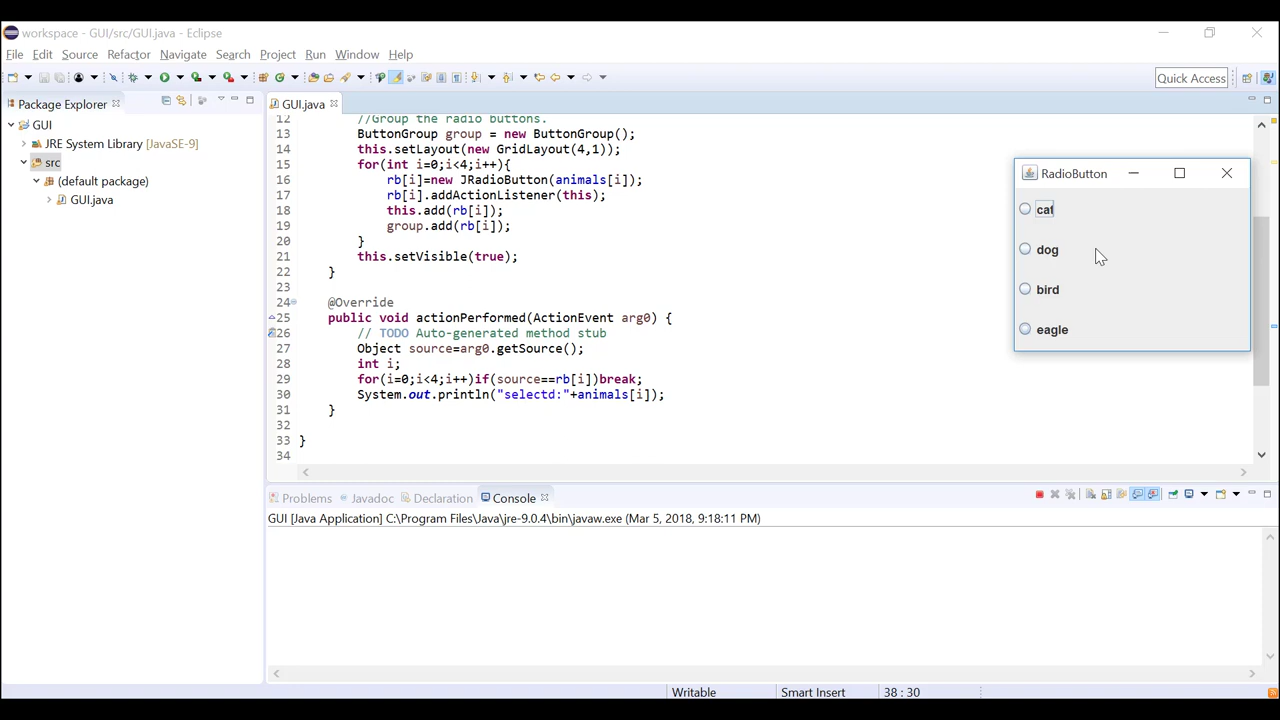 workspace - GUI/src/GUI.java - Eclipse
File Edit Source Refactor Navigate Search Project Run Window Help
Quick Access
Package Explorer
GUI
JRE System Library [JavaSE-9]
src
(default package)
GUI.java
GUI.java
12 //Group the radio buttons.
13 ButtonGroup group = new ButtonGroup();
14 this.setLayout(new GridLayout(4,1));
15 for(int i=0;i<4;i++){
16 rb[i]=new JRadioButton(animals[i]);
17 rb[i].addActionListener(this);
18 this.add(rb[i]);
19 group.add(rb[i]);
20 }
21 this.setVisible(true);
22 }
23
24 @Override
25 public void actionPerformed(ActionEvent arg0) {
26 // TODO Auto-generated method stub
27 Object source=arg0.getSource();
28 int i;
29 for(i=0;i<4;i++)if(source==rb[i])break;
30 System.out.println("selectd:"+animals[i]);
31 }
32
33 }
34
RadioButton
cat
dog
bird
eagle
Problems Javadoc Declaration Console
GUI [Java Application] C:\Program Files\Java\jre-9.0.4\bin\javaw.exe (Mar 5, 2018, 9:18:11 PM)
Writable Smart Insert 38 : 30